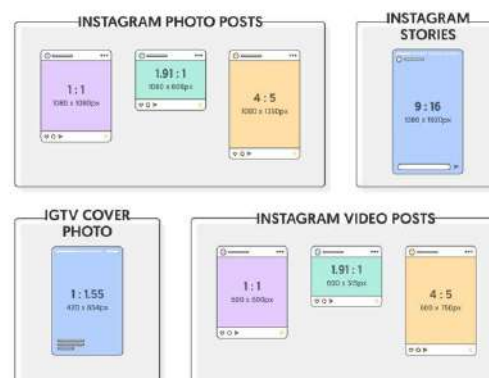 INSTAGRAM PHOTO POSTS
1 : 1
1080 x 1080px
1.91 : 1
1080 x 608px
4 : 5
1080 x 1350px
INSTAGRAM
STORIES
9 : 16
1080 x 1920px
IGTV COVER
PHOTO
1 : 1.55
420 x 654px
INSTAGRAM VIDEO POSTS
1 : 1
600 x 600px
1.91 : 1
600 x 315px
4 : 5